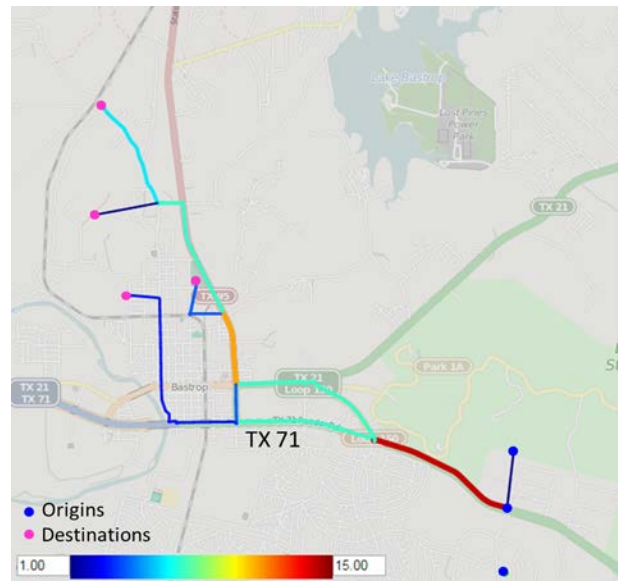 Lake Bastrop
Lost Pines
Power
Park
TX 21
TX 95
TX 21
Loop 150
Park 1A
Bastrop
TX 21
TX 71
TX 71
Origins
Destinations
1.00
15.00